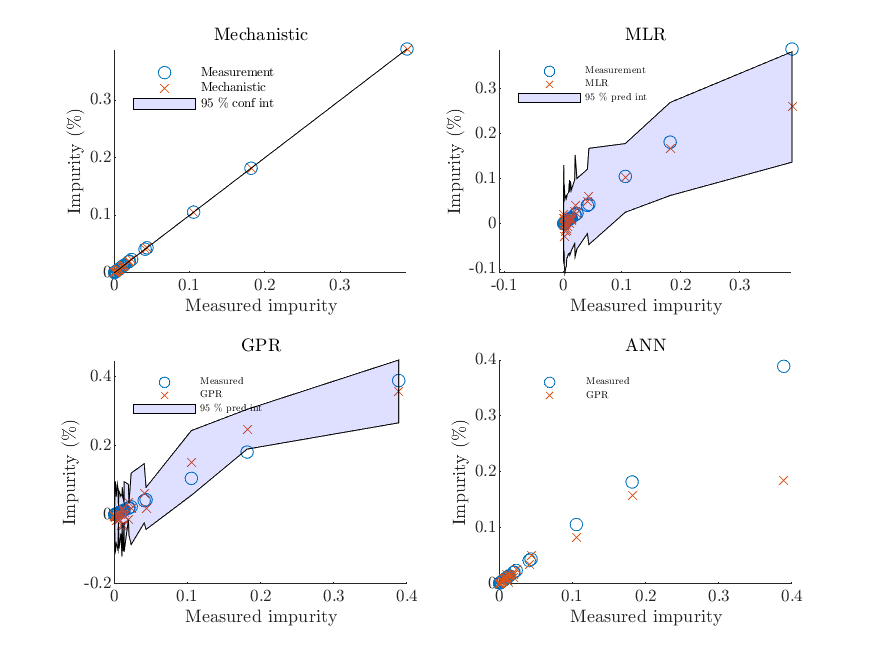 Mechanistic
Measurement
Mechanistic
95 % conf int
Impurity (%)
0.3
0.2
0.1
0
0 0.1 0.2 0.3
Measured impurity
MLR
Measurement
MLR
95 % pred int
Impurity (%)
0.3
0.2
0.1
0
-0.1
-0.1 0 0.1 0.2 0.3
Measured impurity
GPR
Measured
GPR
95 % pred int
Impurity (%)
0.4
0.2
0
-0.2
0 0.1 0.2 0.3 0.4
Measured impurity
ANN
Measured
GPR
Impurity (%)
0.4
0.3
0.2
0.1
0
0 0.1 0.2 0.3 0.4
Measured impurity